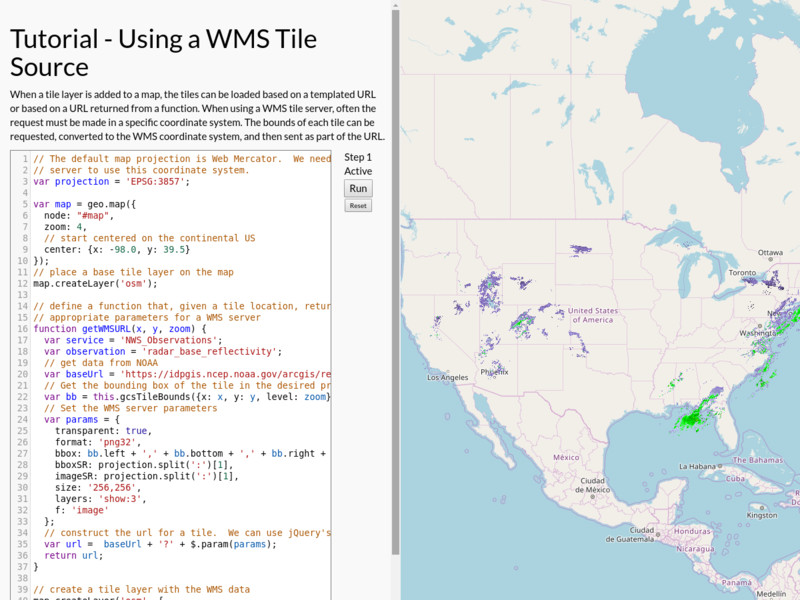 Tutorial - Using a WMS Tile
Source
When a tile layer is added to a map, the tiles can be loaded based on a templated URL
or based on a URL returned from a function. When using a WMS tile server, often the
request must be made in a specific coordinate system. The bounds of each tile can be
requested, converted to the WMS coordinate system, and then sent as part of the URL.
1 // The default map projection is Web Mercator.  We need
2 // server to use this coordinate system.
3 var projection = 'EPSG:3857';
4
5 var map = geo.map({
6   node: "#map",
7   zoom: 4,
8   // start centered on the continental US
9   center: {x: -98.0, y: 39.5}
10 });
11 // place a base tile layer on the map
12 map.createLayer('osm');
13
14 // define a function that, given a tile location, retur
15 // appropriate parameters for a WMS server
16 function getWMSURL(x, y, zoom) {
17   var service = 'NWS_Observations';
18   var observation = 'radar_base_reflectivity';
19   // get data from NOAA
20   var baseUrl = 'https://idpgis.ncep.noaa.gov/arcgis/re
21   // Get the bounding box of the tile in the desired pr
22   var bb = this.gcsTileBounds({x: x, y: y, level: zoom}
23   // Set the WMS server parameters
24   var params = {
25     transparent: true,
26     format: 'png32',
27     bbox: bb.left + ',' + bb.bottom + ',' + bb.right +
28     bboxSR: projection.split(':')[1],
29     imageSR: projection.split(':')[1],
30     size: '256,256',
31     layers: 'show:3',
32     f: 'image'
33   };
34   // construct the url for a tile.  We can use jQuery's
35   var url =  baseUrl + '?' + $.param(params);
36   return url;
37 }
38
39 // create a tile layer with the WMS data
Step 1
Active
Run
Reset
Ottawa
Toronto
United States
of America
New
Washington
Los Angeles
Phoenix
México
Ciudad
de México
La Habana
The Bahamas
Cuba
Kingston
Ciudad
de Guatemala
Honduras
Nicaragua
Panamá
Medellín